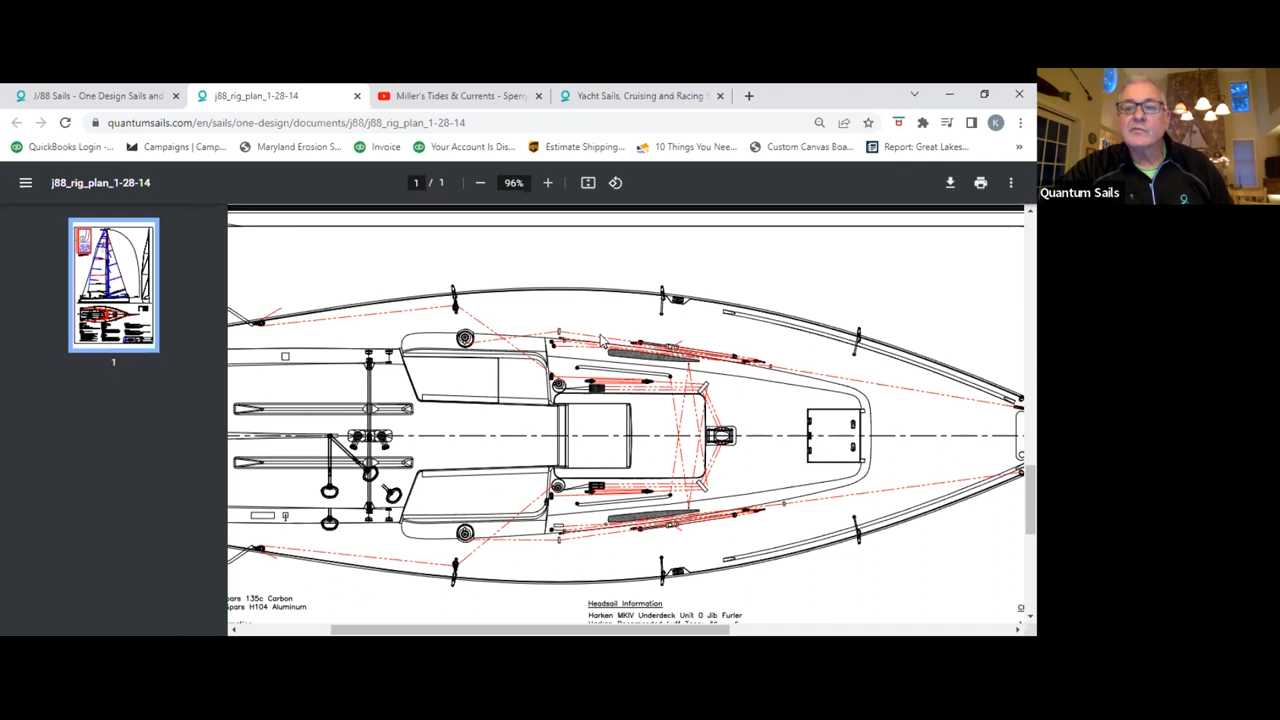 J/88 Sails - One Design Sails and
j88_rig_plan_1-28-14
Miller's Tides & Currents - Sperry
Yacht Sails, Cruising and Racing S
quantumsails.com/en/sails/one-design/documents/j88/j88_rig_plan_1-28-14
K
QuickBooks Login -...
Campaigns | Camp...
Maryland Erosion S...
Invoice
Your Account Is Du...
Estimate Shipping,...
10 Things You Nee...
Custom Canvas Boa...
Report: Great Lakes...
»
j88_rig_plan_1-28-14
1 / 1
96%
1
pars 135c Carbon
Spars H104 Aluminum
Headsail Information
Harken MKIV Underdeck Unit 0 Jib Furler
Quantum Sails